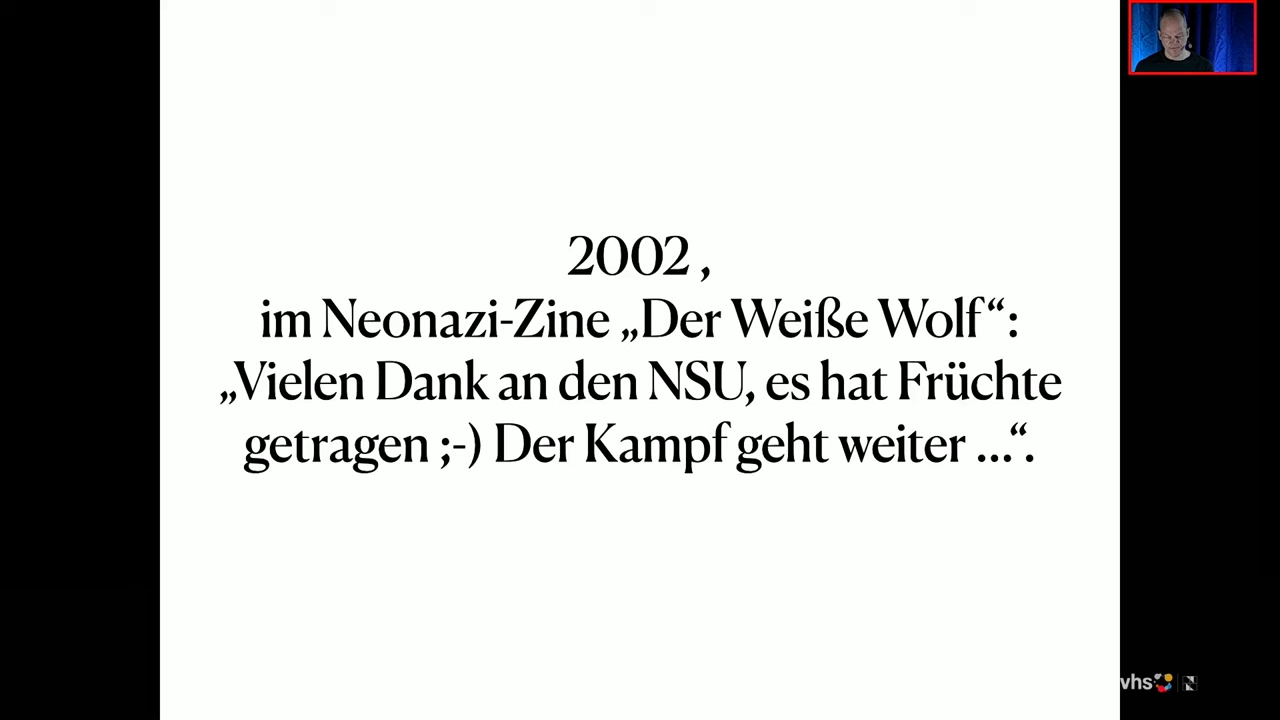 2002 ,
im Neonazi-Zine „Der Weiße Wolf“:
„Vielen Dank an den NSU, es hat Früchte
getragen ;-) Der Kampf geht weiter ...“.
vhs